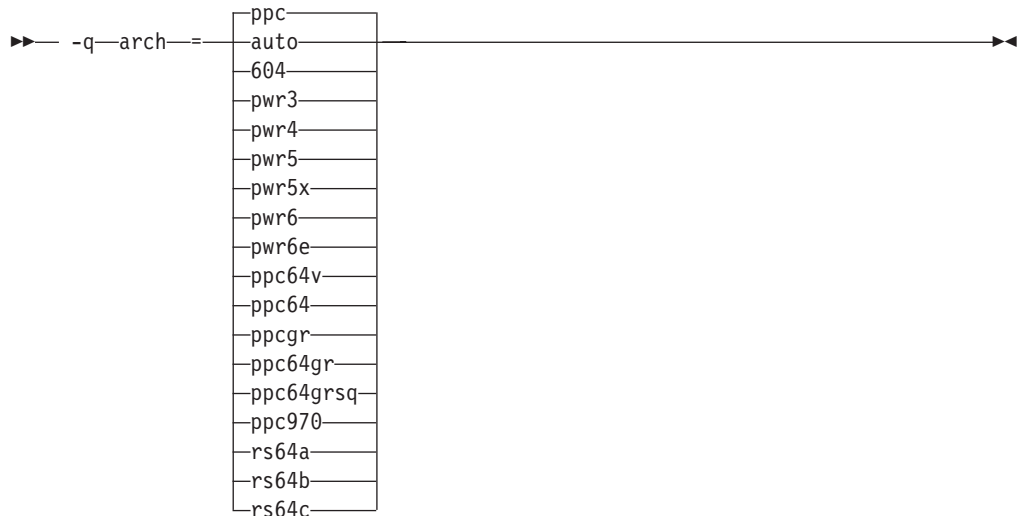 ppc
-q arch = auto
604
pwr3
pwr4
pwr5
pwr5x
pwr6
pwr6e
ppc64v
ppc64
ppcgr
ppc64gr
ppc64grsq
ppc970
rs64a
rs64b
rs64c